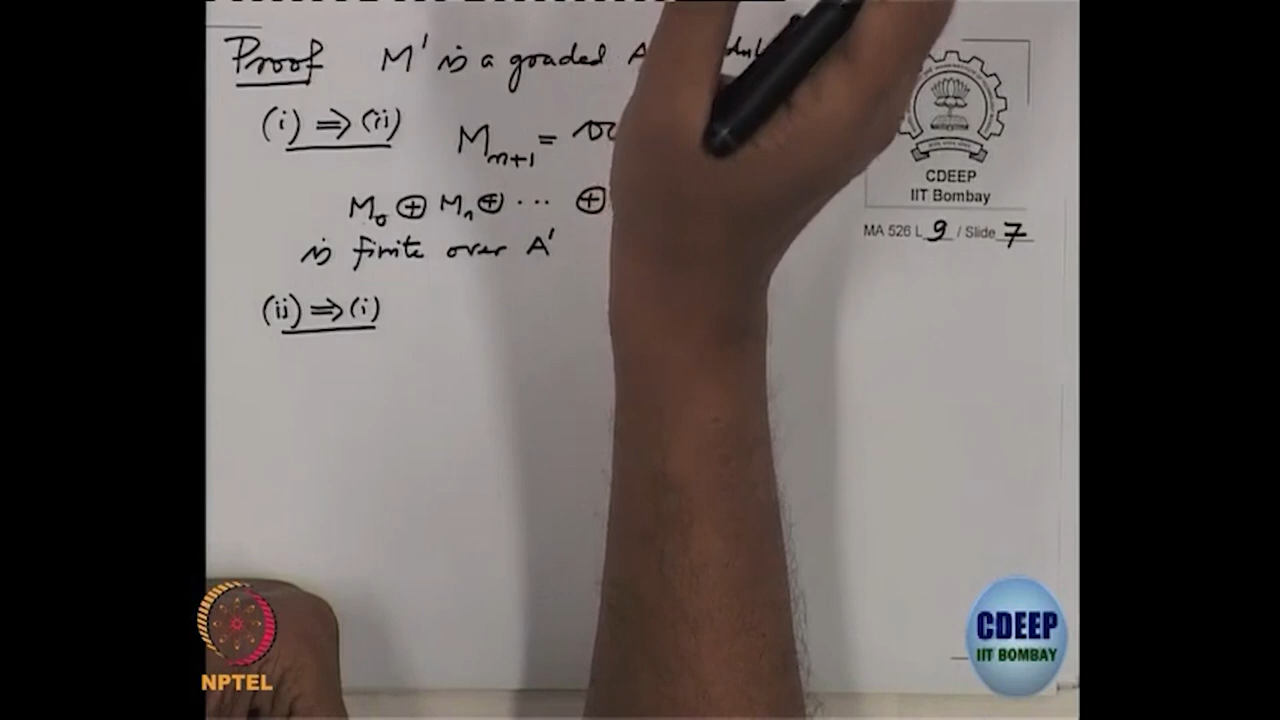 Proof M' is a graded A
(i) ⇒ (ii) M_{n+1} =
M_0 ⊕ M_1 ⊕ ... ⊕
is finite over A'
(ii) ⇒ (i)
CDEEP
IIT Bombay
MA 526 L 9 / Slide 7
NPTEL
CDEEP
IIT BOMBAY